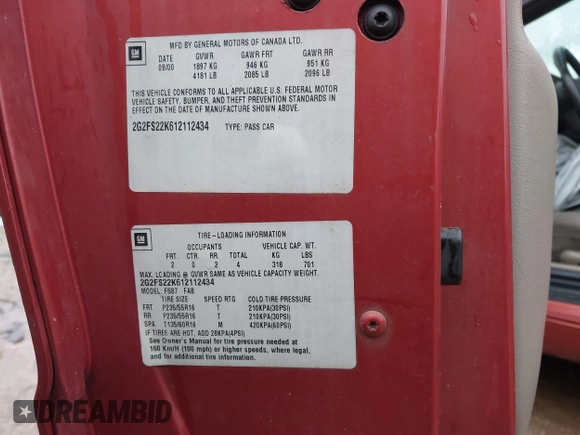 GM
MFD BY GENERAL MOTORS OF CANADA LTD.
DATE GVWR GAWR FRT GAWR RR
09/00 1897 KG 946 KG 951 KG
4181 LB 2085 LB 2096 LB
THIS VEHICLE CONFORMS TO ALL APPLICABLE U.S. FEDERAL MOTOR
VEHICLE SAFETY, BUMPER, AND THEFT PREVENTION STANDARDS IN
EFFECT ON THE DATE OF MANUFACTURE SHOWN ABOVE.
2G2FS22K612112434 TYPE: PASS CAR
GM
TIRE-LOADING INFORMATION
OCCUPANTS VEHICLE CAP. WT.
FRT. CTR. RR. TOTAL KG LBS
2 0 2 4 318 701
MAX. LOADING @ GVWR SAME AS VEHICLE CAPACITY WEIGHT.
2G2FS22K612112434
MODEL: FS87 FAB
TIRE SIZE SPEED RTG COLD TIRE PRESSURE
FRT P235/55R16 T 210KPA(30PSI)
RR P235/55R16 T 210KPA(30PSI)
SPA T135/80R16 M 420KPA(60PSI)
IF TIRES ARE HOT, ADD 28KPA(4PSI)
See Owner's Manual for tire pressure needed at
160 Km/H (100 mph) or higher speeds, where legal,
and for additional tire information.
DREAMBID